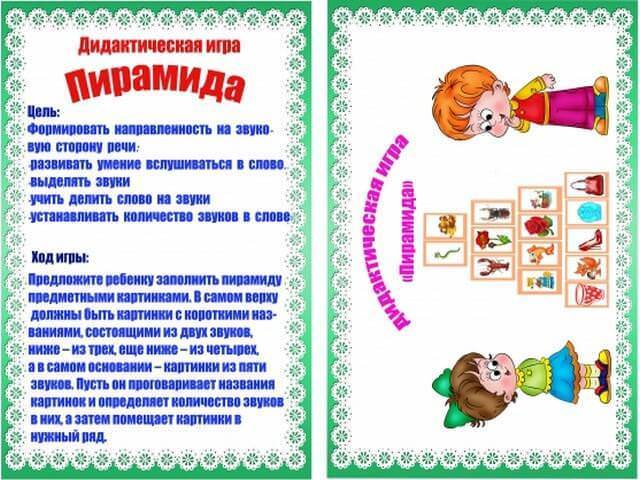 Дидактическая игра
Пирамида
Цель:
Формировать направленность на звуко-
вую сторону речи:
-развивать умение вслушиваться в слово
-выделять звуки
-учить делить слово на звуки
-устанавливать количество звуков в слове
Ход игры:
Предложите ребенку заполнить пирамиду
предметными картинками. В самом верху
должны быть картинки с короткими наз-
ваниями, состоящими из двух звуков,
ниже – из трех, еще ниже – из четырех,
а в самом основании – картинки из пяти
звуков. Пусть он проговаривает названия
картинок и определяет количество звуков
в них, а затем помещает картинки в
нужный ряд.
Дидактическая игра
«Пирамида»